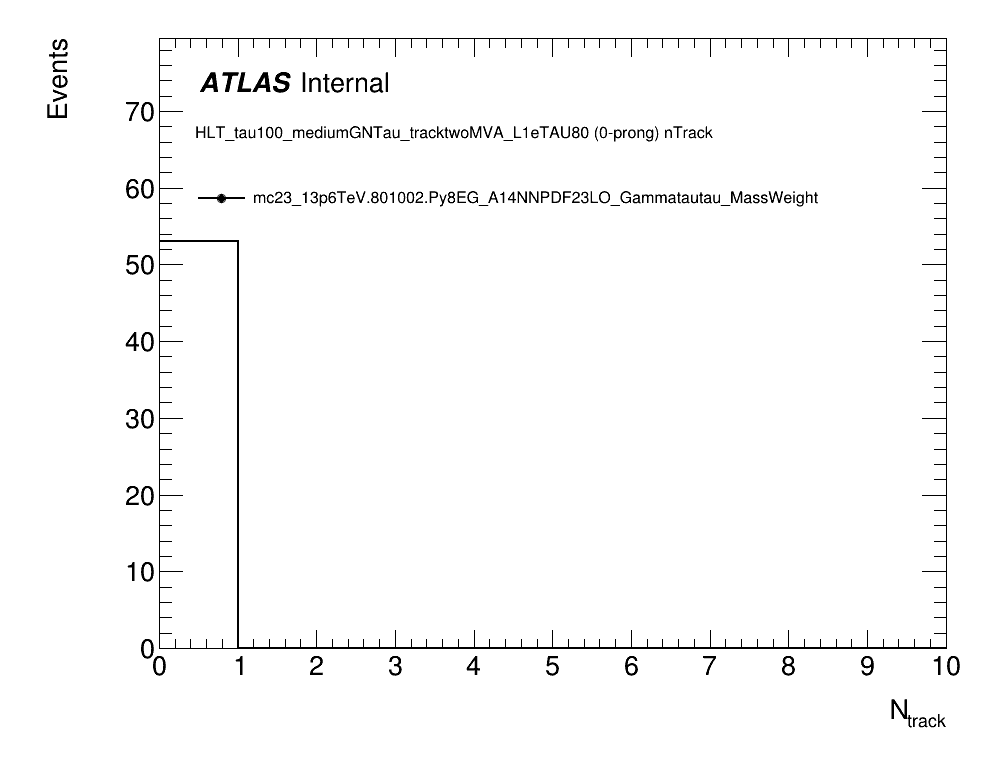 Events
ATLAS Internal
HLT_tau100_mediumGNTau_tracktwoMVA_L1eTAU80 (0-prong) nTrack
mc23_13p6TeV.801002.Py8EG_A14NNPDF23LO_Gammatautau_MassWeight
70
60
50
40
30
20
10
0
0 1 2 3 4 5 6 7 8 9 10
N_track